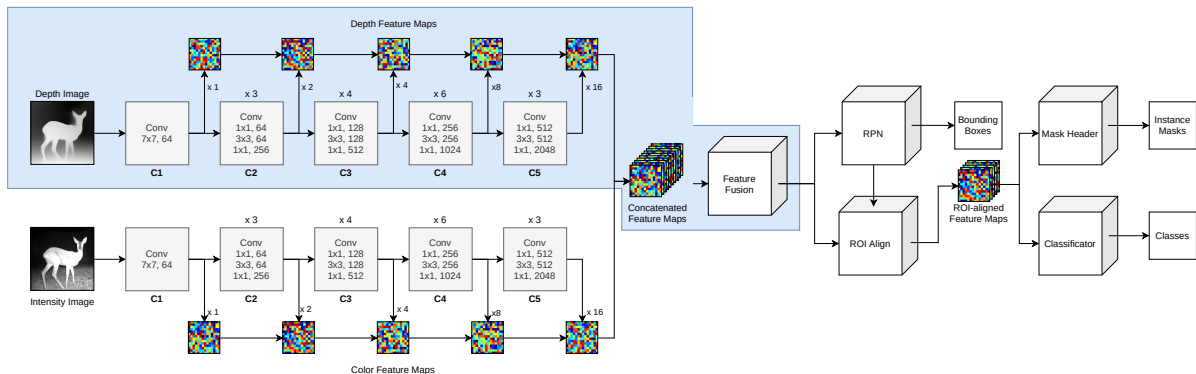 Depth Feature Maps
x 1
x 2
x 4
x8
x 16
Depth Image
x 3
x 4
x 6
x 3
Conv
7x7, 64
Conv
1x1, 64
3x3, 64
1x1, 256
Conv
1x1, 128
3x3, 128
1x1, 512
Conv
1x1, 256
3x3, 256
1x1, 1024
Conv
1x1, 512
3x3, 512
1x1, 2048
C1
C2
C3
C4
C5
Concatenated
Feature Maps
Feature
Fusion
RPN
Bounding
Boxes
Mask Header
Instance
Masks
ROI Align
ROI-aligned
Feature Maps
Classificator
Classes
x 3
x 4
x 6
x 3
Conv
7x7, 64
Conv
1x1, 64
3x3, 64
1x1, 256
Conv
1x1, 128
3x3, 128
1x1, 512
Conv
1x1, 256
3x3, 256
1x1, 1024
Conv
1x1, 512
3x3, 512
1x1, 2048
Intensity Image
C1
C2
C3
C4
C5
x 1
x 2
x 4
x8
x 16
Color Feature Maps